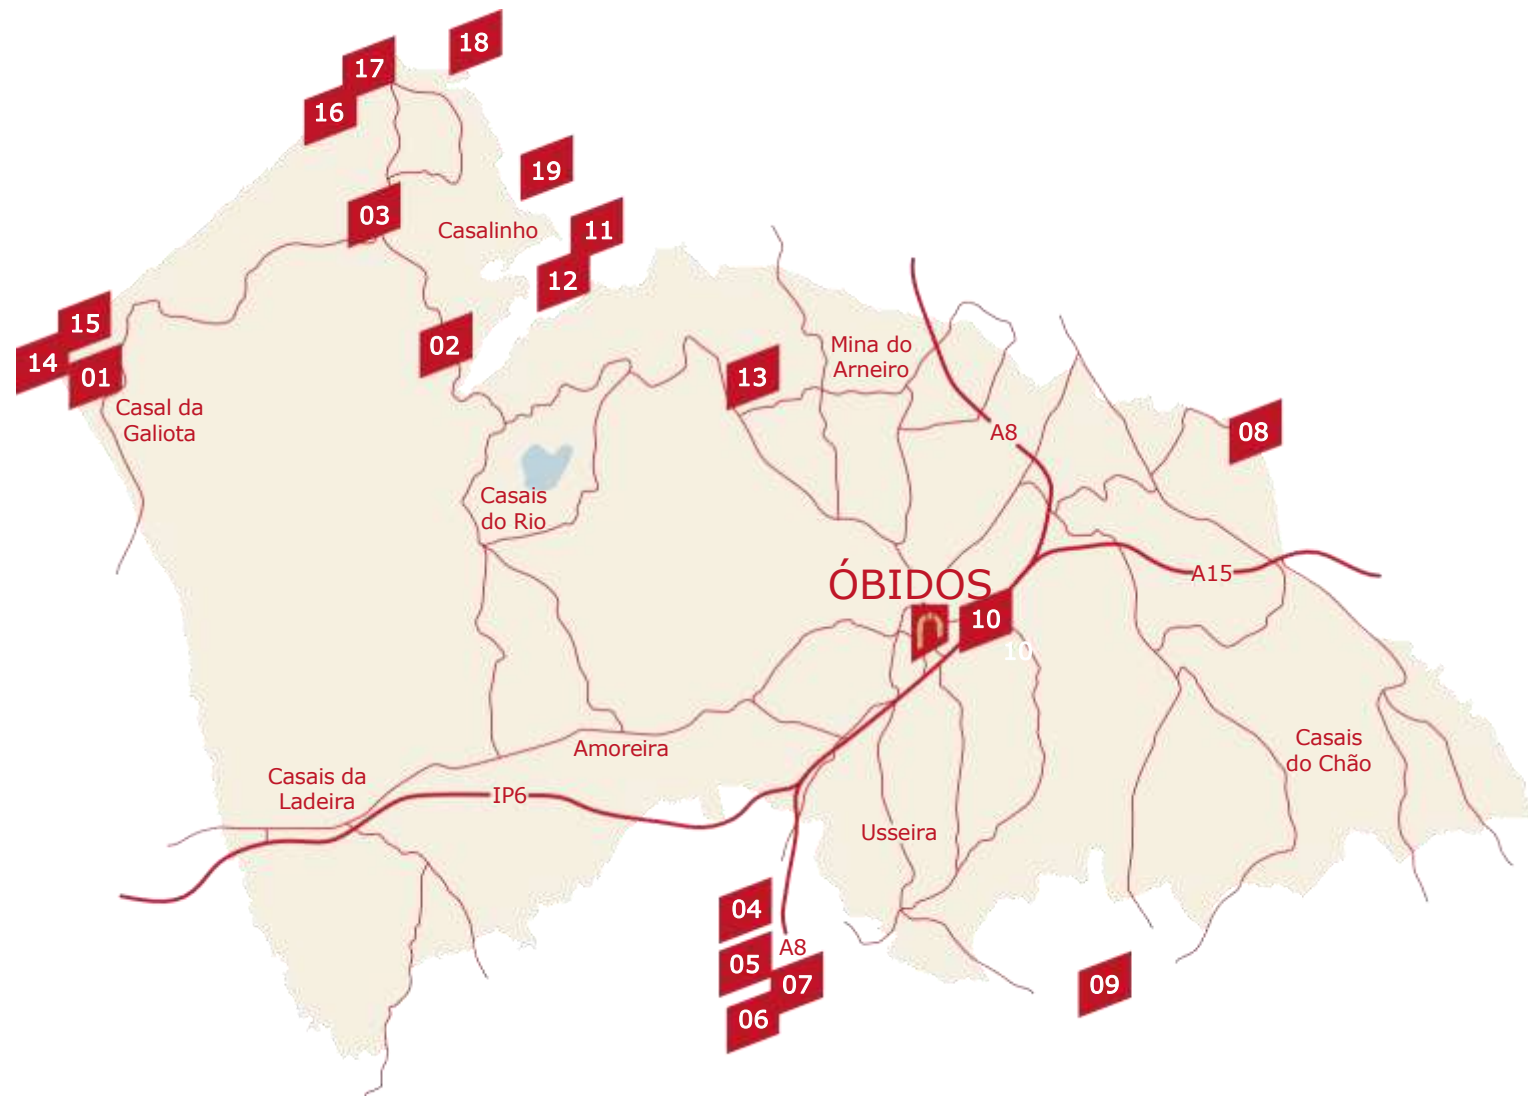 18
17
16
19
03
Casalinho
11
12
15
14
01
02
13
Mina do
Arneiro
Casal da
Galiota
A8
08
Casais
do Rio
A15
ÓBIDOS
10
10
Amoreira
Casais
do Chão
Casais da
Ladeira
IP6
Usseira
04
A8
05
07
06
09